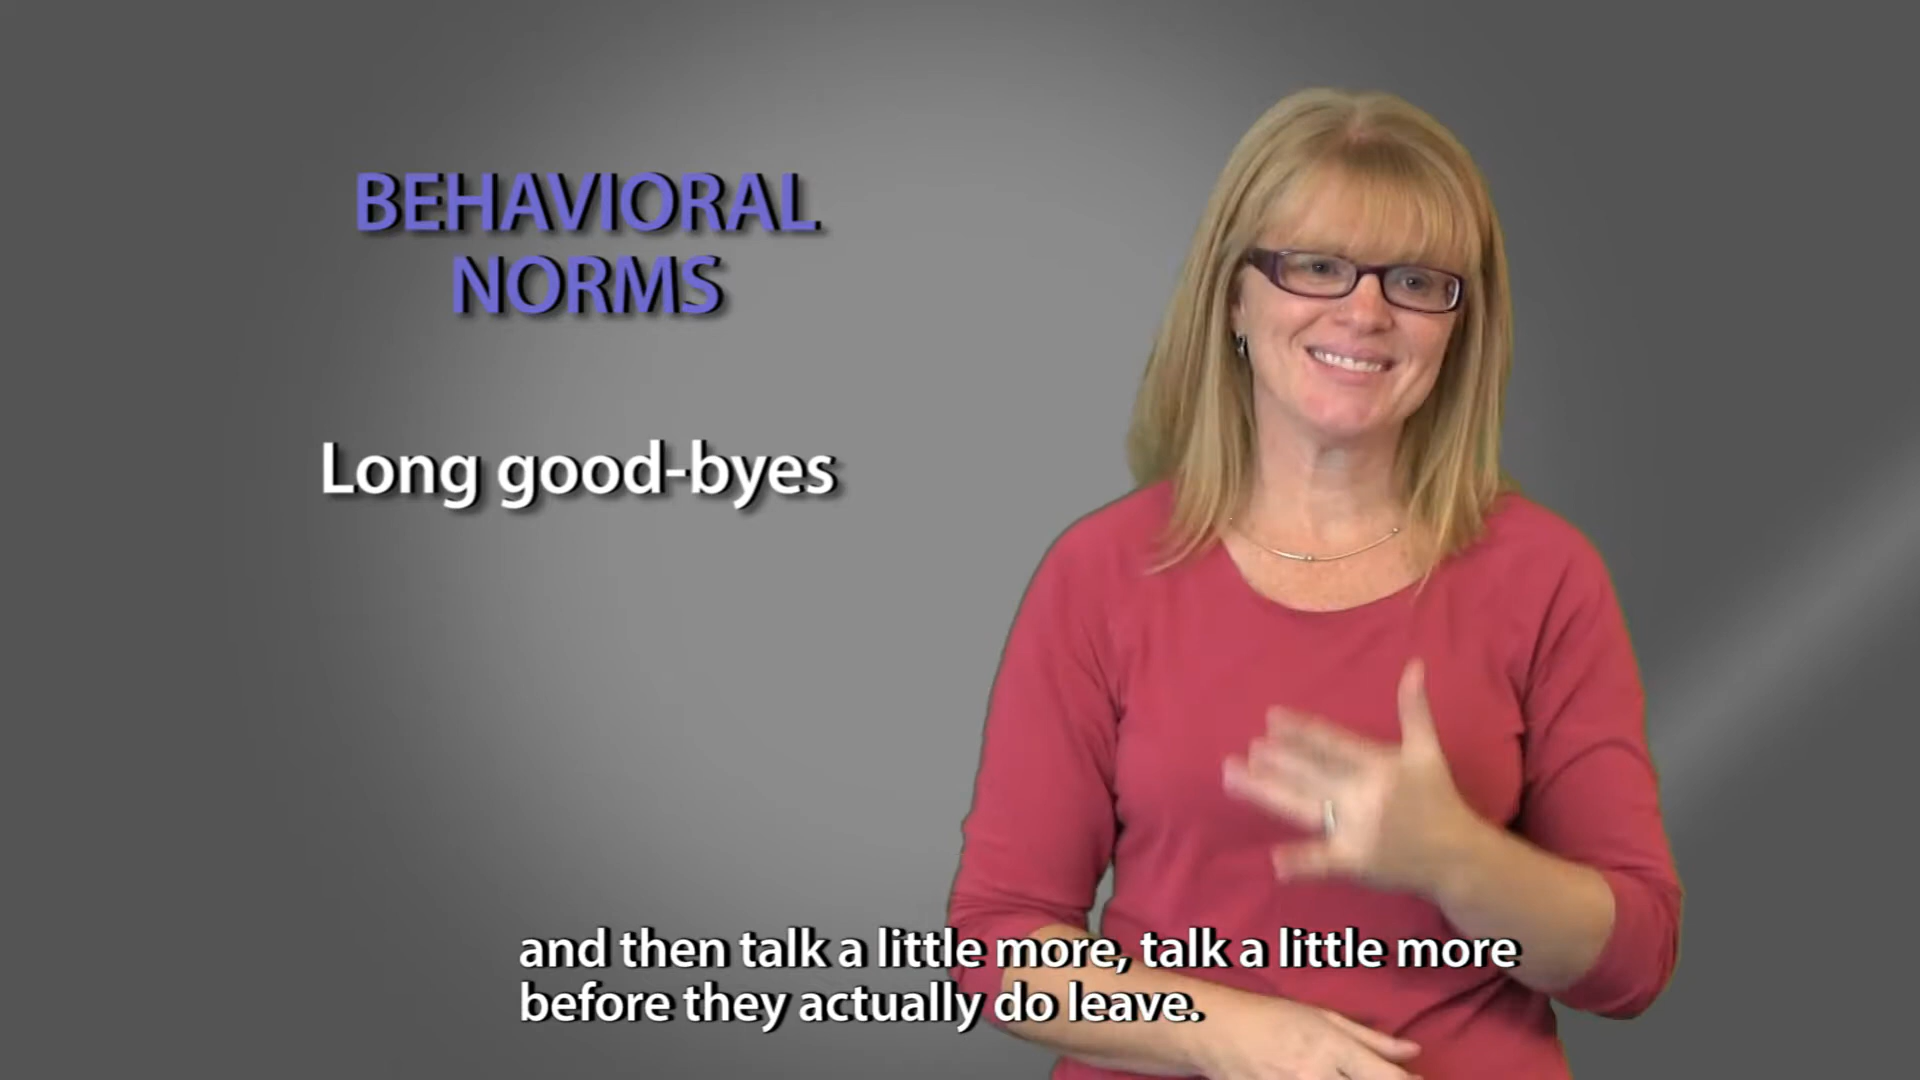 BEHAVIORAL
NORMS
Long good-byes
and then talk a little more, talk a little more
before they actually do leave.